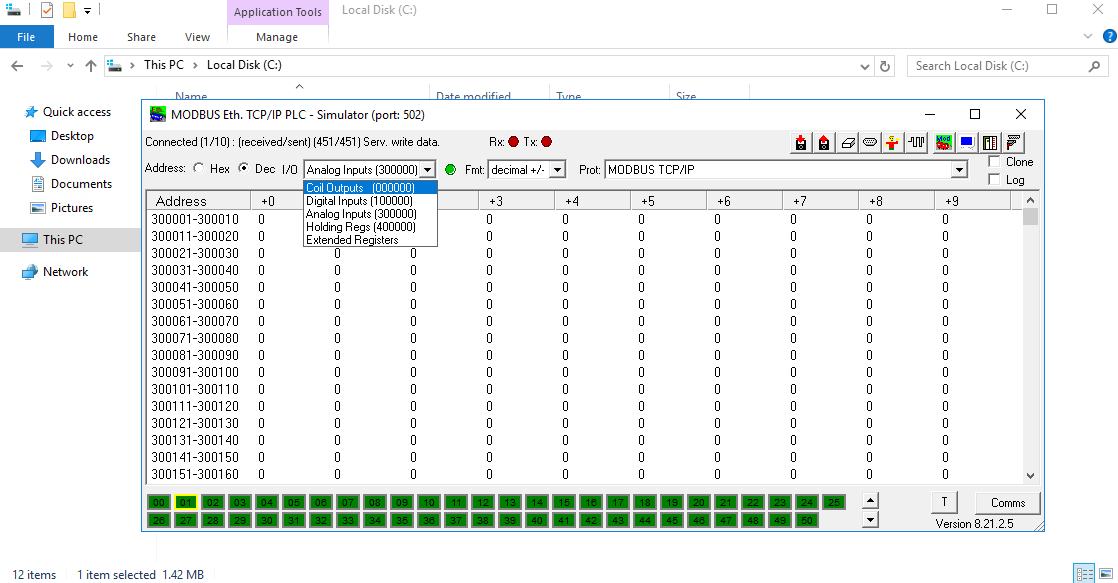 Application Tools Local Disk (C:)
File Home Share View Manage
This PC Local Disk (C:) Search Local Disk (C:)
Name Date modified Type Size
Quick access
Desktop
Downloads
Documents
Pictures
This PC
Network
MODBUS Eth. TCP/IP PLC - Simulator (port: 502)
Connected (1/10) : (received/sent) (451/451) Serv. write data. Rx: Tx:
Address: Hex Dec I/O Analog Inputs (300000) Fmt: decimal +/- Prot: MODBUS TCP/IP Clone
Log
Coil Outputs (000000)
Digital Inputs (100000)
Analog Inputs (300000)
Holding Regs (400000)
Extended Registers
Address +0 +3 +4 +5 +6 +7 +8 +9
300001-300010 0 0 0 0 0 0 0 0
300011-300020 0 0 0 0 0 0 0 0
300021-300030 0 0 0 0 0 0 0 0 0 0
300031-300040 0 0 0 0 0 0 0 0 0 0
300041-300050 0 0 0 0 0 0 0 0 0 0
300051-300060 0 0 0 0 0 0 0 0 0 0
300061-300070 0 0 0 0 0 0 0 0 0 0
300071-300080 0 0 0 0 0 0 0 0 0 0
300081-300090 0 0 0 0 0 0 0 0 0 0
300091-300100 0 0 0 0 0 0 0 0 0 0
300101-300110 0 0 0 0 0 0 0 0 0 0
300111-300120 0 0 0 0 0 0 0 0 0 0
300121-300130 0 0 0 0 0 0 0 0 0 0
300131-300140 0 0 0 0 0 0 0 0 0 0
300141-300150 0 0 0 0 0 0 0 0 0 0
300151-300160 0 0 0 0 0 0 0 0 0 0
00 01 02 03 04 05 06 07 08 09 10 11 12 13 14 15 16 17 18 19 20 21 22 23 24 25
26 27 28 29 30 31 32 33 34 35 36 37 38 39 40 41 42 43 44 45 46 47 48 49 50
T Comms
Version 8.21.2.5
12 items 1 item selected 1.42 MB